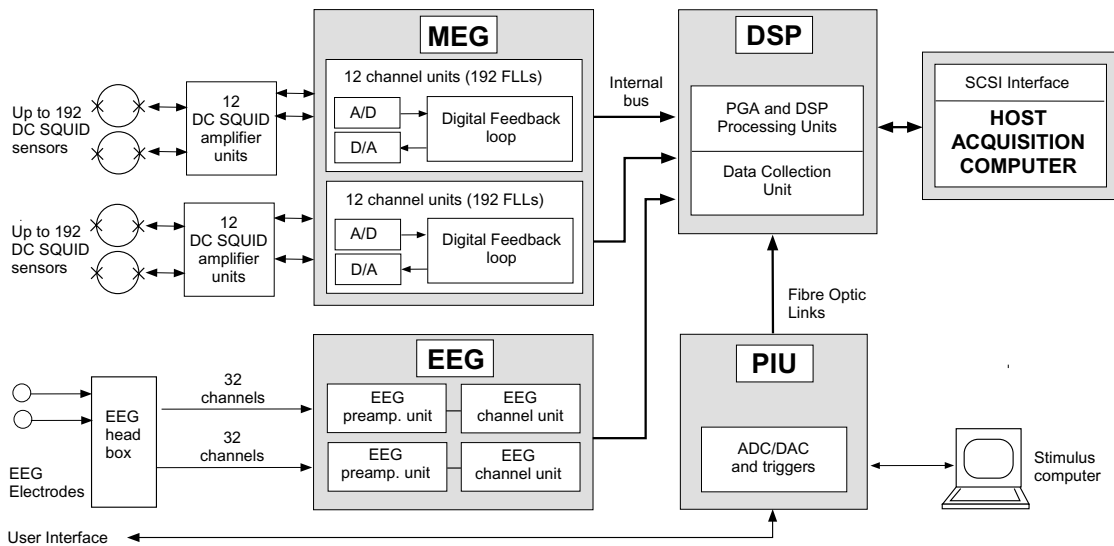 MEG
12 channel units (192 FLLs)
A/D
D/A
Digital Feedback
loop
12 channel units (192 FLLs)
A/D
D/A
Digital Feedback
loop
Up to 192
DC SQUID
sensors
12
DC SQUID
amplifier
units
Up to 192
DC SQUID
sensors
12
DC SQUID
amplifier
units
Internal
bus
DSP
PGA and DSP
Processing Units
Data Collection
Unit
SCSI Interface
HOST
ACQUISITION
COMPUTER
Fibre Optic
Links
EEG
EEG
preamp. unit
EEG
channel unit
EEG
preamp. unit
EEG
channel unit
32
channels
32
channels
EEG
head
box
EEG
Electrodes
PIU
ADC/DAC
and triggers
Stimulus
computer
User Interface